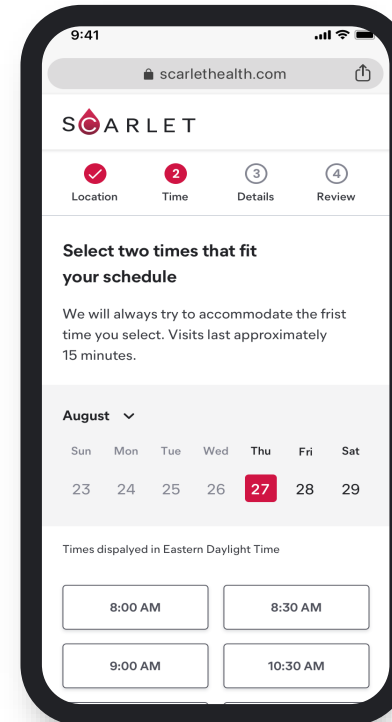 9:41
scarlethealth.com
SCARLET
2 3 4
Location Time Details Review
Select two times that fit
your schedule
We will always try to accommodate the frist
time you select. Visits last approximately
15 minutes.
August
Sun Mon Tue Wed Thu Fri Sat
23 24 25 26 27 28 29
Times dispalyed in Eastern Daylight Time
8:00 AM 8:30 AM
9:00 AM 10:30 AM